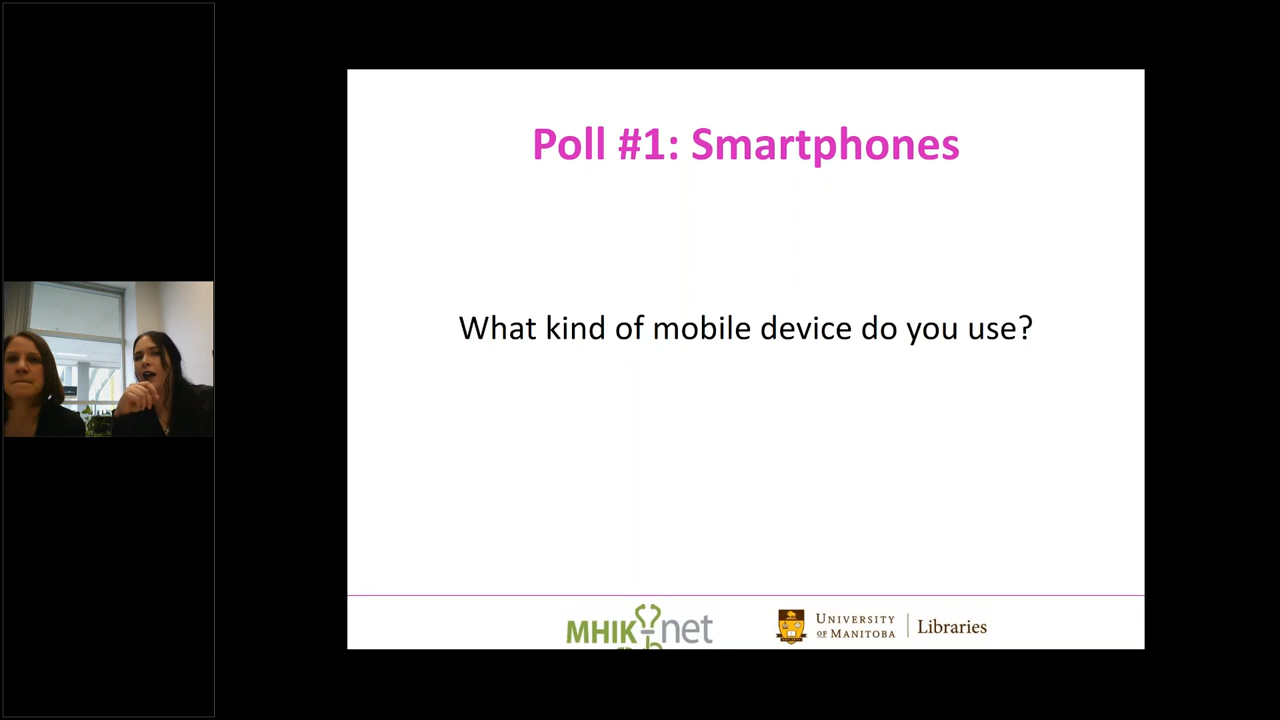 Poll #1: Smartphones
What kind of mobile device do you use?
MHIK-net
UNIVERSITY OF MANITOBA
Libraries